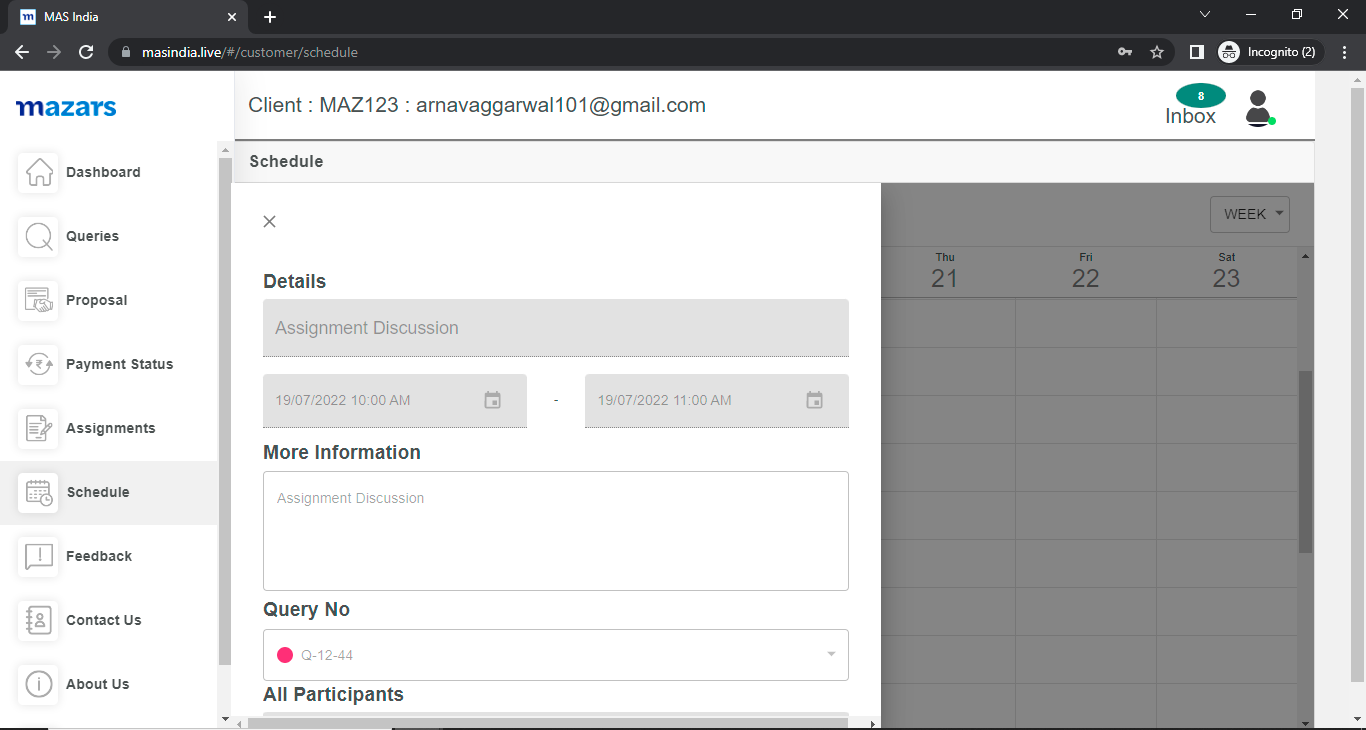 m MAS India
masindia.live/#/customer/schedule
Incognito (2)
mazars
Client : MAZ123 : arnavaggarwal101@gmail.com
8
Inbox
Dashboard
Queries
Proposal
Payment Status
Assignments
Schedule
Feedback
Contact Us
About Us
Schedule
WEEK
Thu Fri Sat
21 22 23
Details
Assignment Discussion
19/07/2022 10:00 AM - 19/07/2022 11:00 AM
More Information
Assignment Discussion
Query No
Q-12-44
All Participants